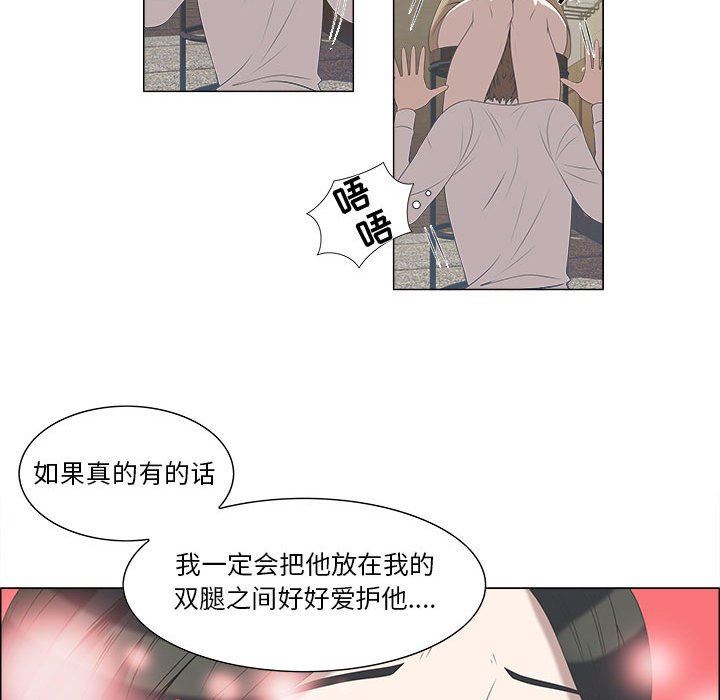 唔
唔
如果真的有的话
我一定会把他放在我的
双腿之间好好爱护他....